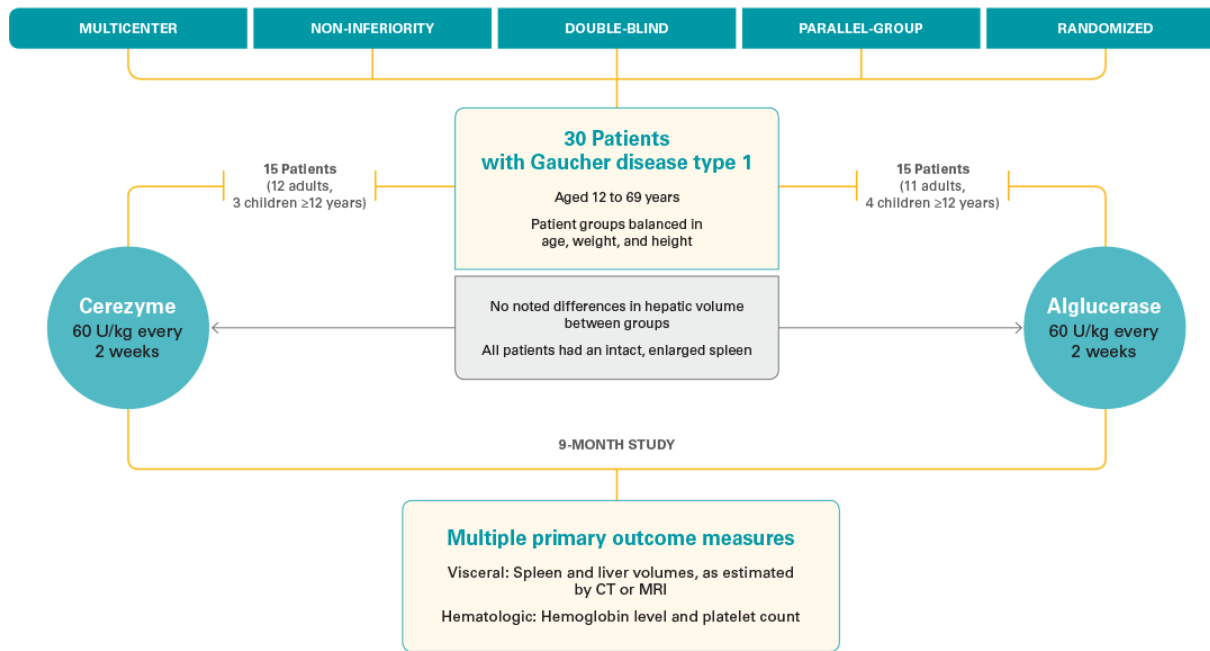 MULTICENTER
NON-INFERIORITY
DOUBLE-BLIND
PARALLEL-GROUP
RANDOMIZED
30 Patients
with Gaucher disease type 1
Aged 12 to 69 years
Patient groups balanced in
age, weight, and height
15 Patients
(12 adults,
3 children ≥12 years)
15 Patients
(11 adults,
4 children ≥12 years)
Cerezyme
60 U/kg every
2 weeks
No noted differences in hepatic volume
between groups
All patients had an intact, enlarged spleen
Alglucerase
60 U/kg every
2 weeks
9-MONTH STUDY
Multiple primary outcome measures
Visceral: Spleen and liver volumes, as estimated
by CT or MRI
Hematologic: Hemoglobin level and platelet count